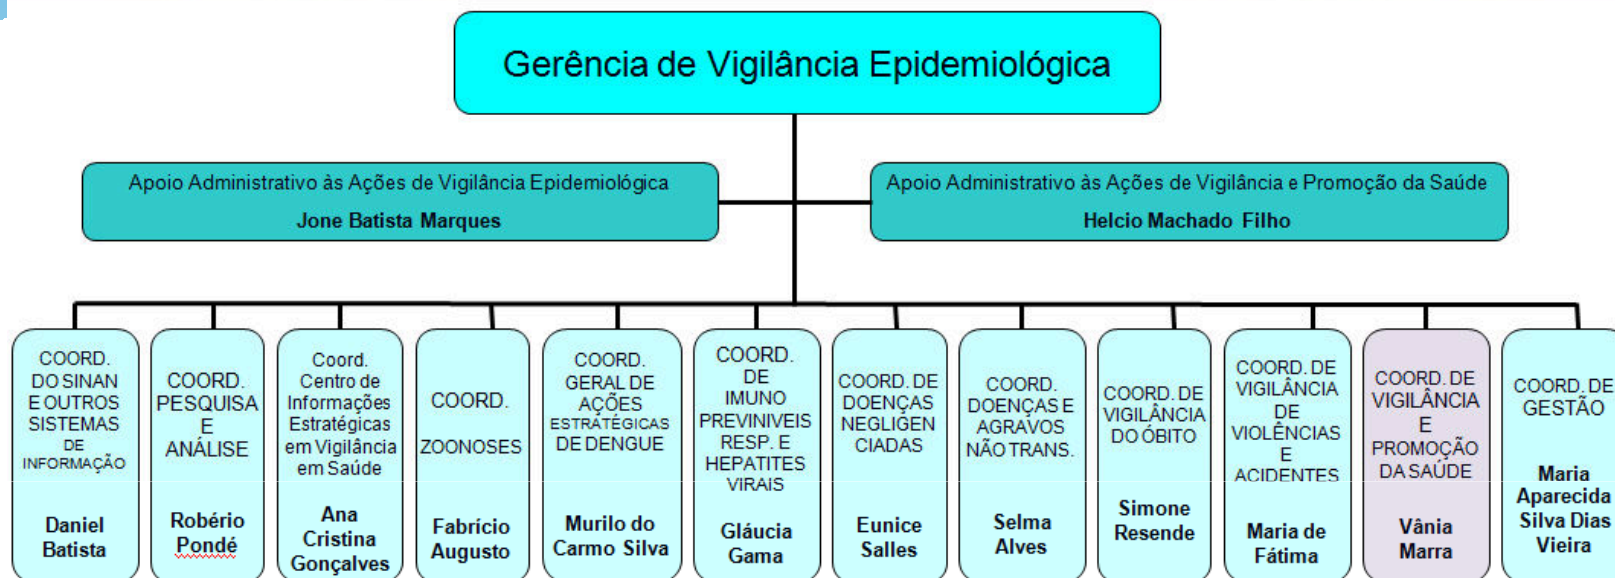 Gerência de Vigilância Epidemiológica
Apoio Administrativo às Ações de Vigilância Epidemiológica
Jone Batista Marques
Apoio Administrativo às Ações de Vigilância e Promoção da Saúde
Helcio Machado Filho
COORD.
DO SINAN
E OUTROS
SISTEMAS
DE
INFORMAÇÃO
Daniel
Batista
COORD.
PESQUISA
E
ANÁLISE
Robério
Pondé
Coord.
Centro de
Informações
Estratégicas
em Vigilância
em Saúde
Ana
Cristina
Gonçalves
COORD.
ZOONOSES
Fabrício
Augusto
COORD.
GERAL DE
AÇÕES
ESTRATÉGICAS
DE DENGUE
Murilo do
Carmo Silva
COORD.
DE
IMUNO
PREVINIVEIS
RESP. E
HEPATITES
VIRAIS
Gláucia
Gama
COORD. DE
DOENÇAS
NEGLIGEN
CIADAS
Eunice
Salles
COORD.
DOENÇAS E
AGRAVOS
NÃO TRANS.
Selma
Alves
COORD. DE
VIGILÂNCIA
DO ÓBITO
Simone
Resende
COORD. DE
VIGILÂNCIA
DE
VIOLÊNCIAS
E
ACIDENTES
Maria de
Fátima
COORD. DE
VIGILÂNCIA
E
PROMOÇÃO
DA SAÚDE
Vânia
Marra
COORD. DE
GESTÃO
Maria
Aparecida
Silva Dias
Vieira